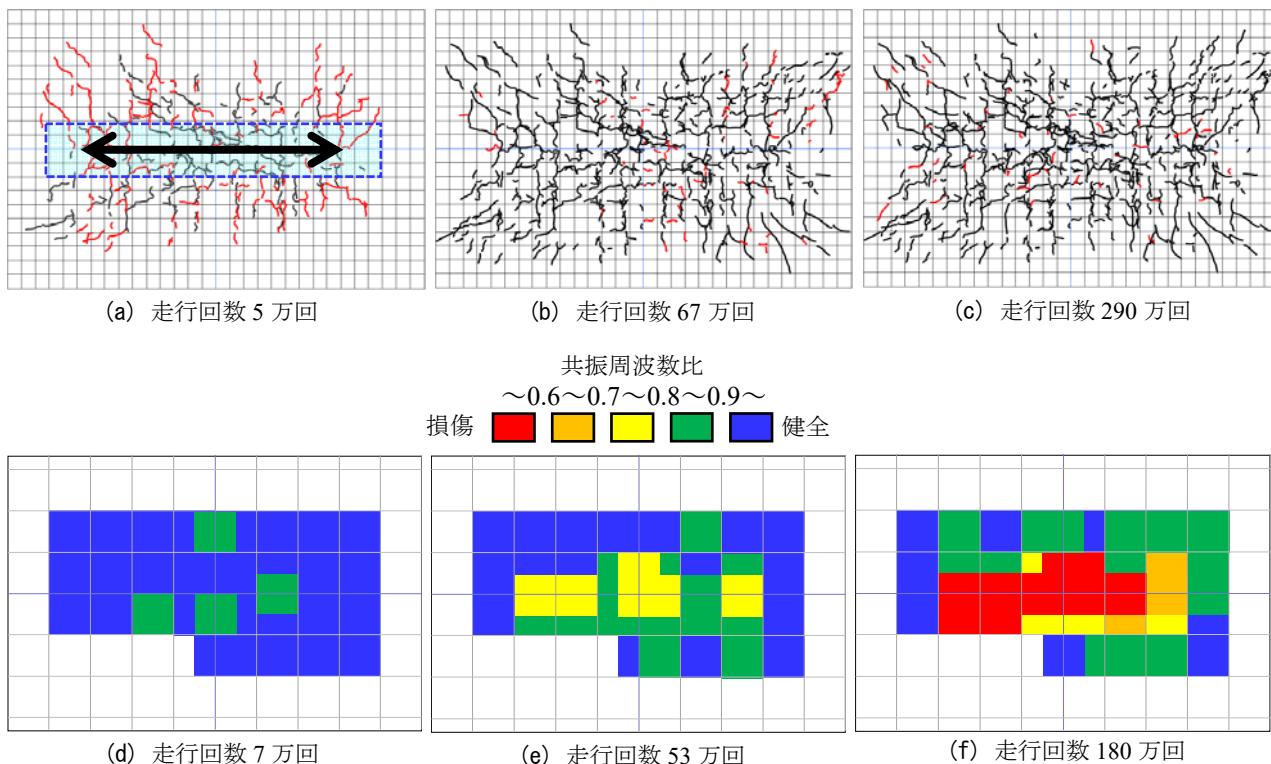 (a) 走行回数 5 万回
(b) 走行回数 67 万回
(c) 走行回数 290 万回
共振周波数比
～0.6～0.7～0.8～0.9～
損傷 健全
(d) 走行回数 7 万回
(e) 走行回数 53 万回
(f) 走行回数 180 万回